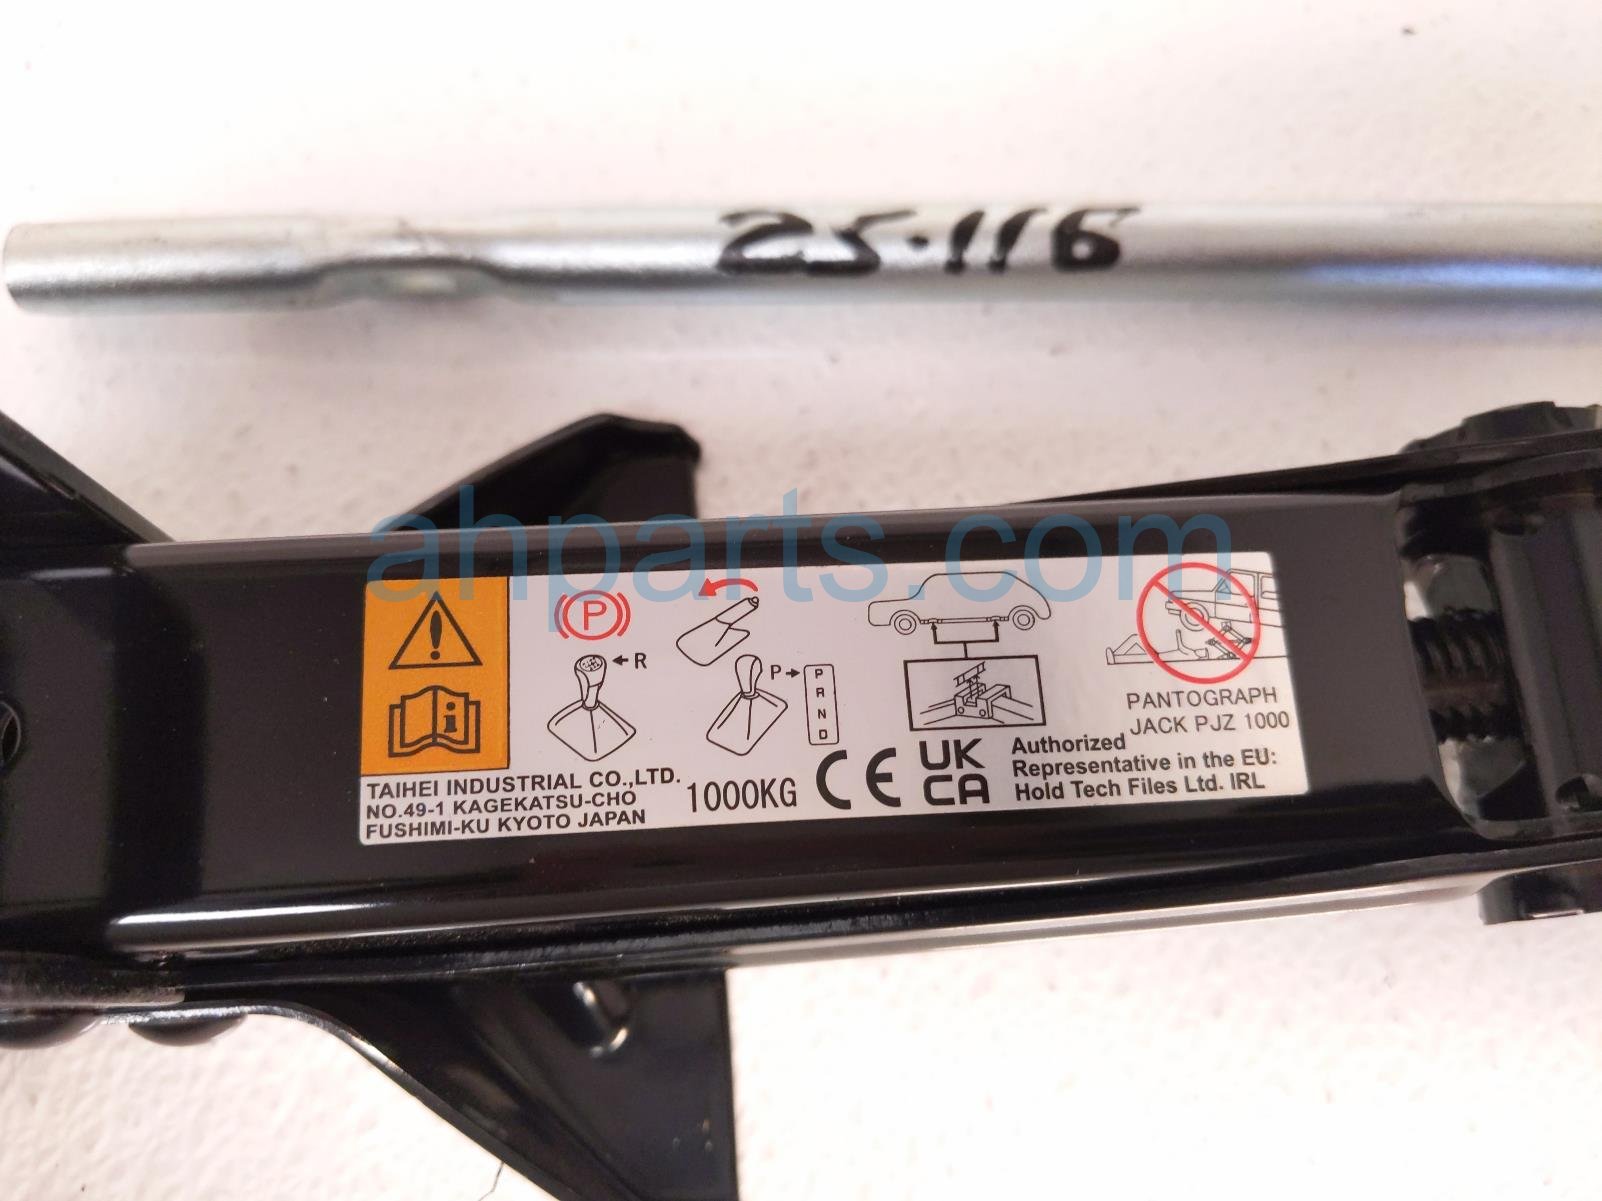 25.116
ahparts.com
(P)
R
P
P
R
N
D
PANTOGRAPH
JACK PJZ 1000
TAIHEI INDUSTRIAL CO.,LTD.
NO.49-1 KAGEKATSU-CHO
FUSHIMI-KU KYOTO JAPAN
1000KG
CE
UK
CA
Authorized
Representative in the EU:
Hold Tech Files Ltd. IRL